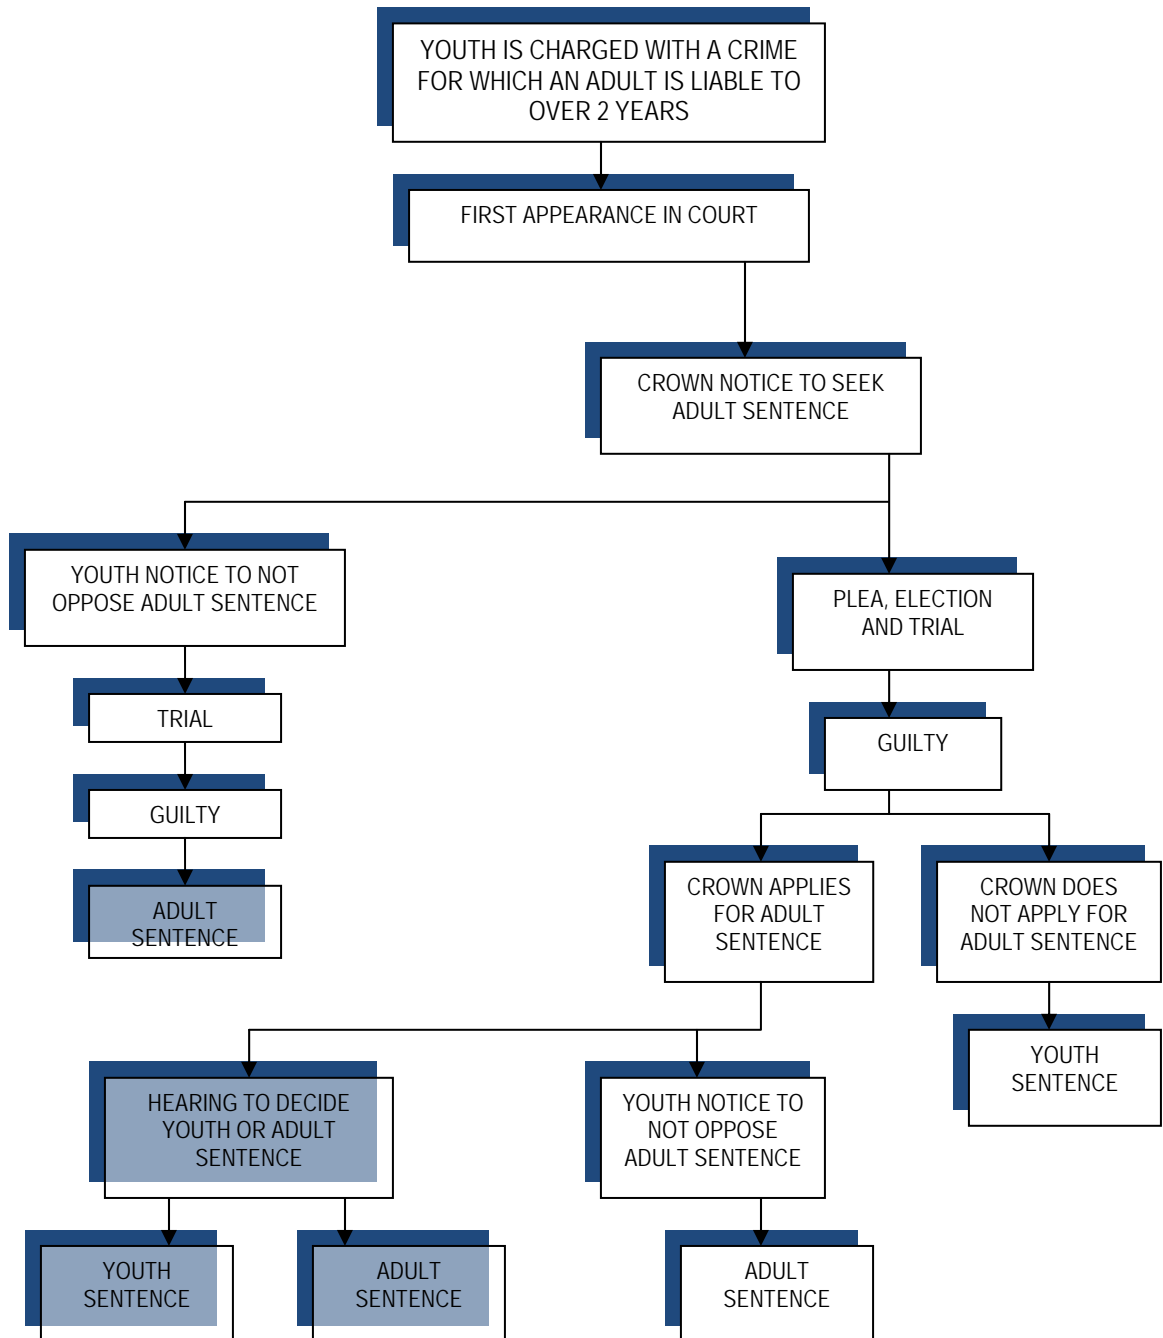 YOUTH IS CHARGED WITH A CRIME
FOR WHICH AN ADULT IS LIABLE TO
OVER 2 YEARS
FIRST APPEARANCE IN COURT
CROWN NOTICE TO SEEK
ADULT SENTENCE
YOUTH NOTICE TO NOT
OPPOSE ADULT SENTENCE
PLEA, ELECTION
AND TRIAL
TRIAL
GUILTY
GUILTY
ADULT
SENTENCE
CROWN APPLIES
FOR ADULT
SENTENCE
CROWN DOES
NOT APPLY FOR
ADULT SENTENCE
YOUTH
SENTENCE
HEARING TO DECIDE
YOUTH OR ADULT
SENTENCE
YOUTH NOTICE TO
NOT OPPOSE
ADULT SENTENCE
YOUTH
SENTENCE
ADULT
SENTENCE
ADULT
SENTENCE